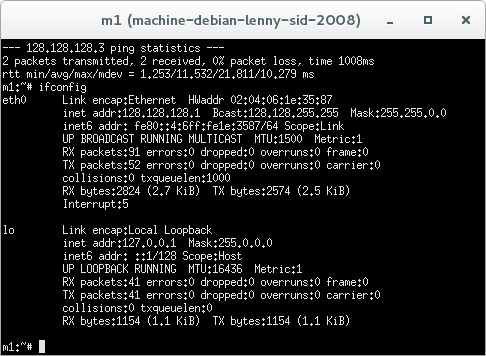 m1 (machine-debian-lenny-sid-2008)
--- 128.128.128.3 ping statistics ---
2 packets transmitted, 2 received, 0% packet loss, time 1008ms
rtt min/avg/max/mdev = 1.253/11.532/21.811/10.279 ms
m1:~# ifconfig
eth0      Link encap:Ethernet  HWaddr 02:04:06:1e:35:87
          inet addr:128.128.128.1  Bcast:128.128.255.255  Mask:255.255.0.0
          inet6 addr: fe80::4:6ff:fe1e:3587/64 Scope:Link
          UP BROADCAST RUNNING MULTICAST  MTU:1500  Metric:1
          RX packets:91 errors:0 dropped:0 overruns:0 frame:0
          TX packets:52 errors:0 dropped:0 overruns:0 carrier:0
          collisions:0 txqueuelen:1000
          RX bytes:2824 (2.7 KiB)  TX bytes:2574 (2.5 KiB)
          Interrupt:5
lo        Link encap:Local Loopback
          inet addr:127.0.0.1  Mask:255.0.0.0
          inet6 addr: ::1/128 Scope:Host
          UP LOOPBACK RUNNING  MTU:16436  Metric:1
          RX packets:41 errors:0 dropped:0 overruns:0 frame:0
          TX packets:41 errors:0 dropped:0 overruns:0 carrier:0
          collisions:0 txqueuelen:0
          RX bytes:1154 (1.1 KiB)  TX bytes:1154 (1.1 KiB)
m1:~#